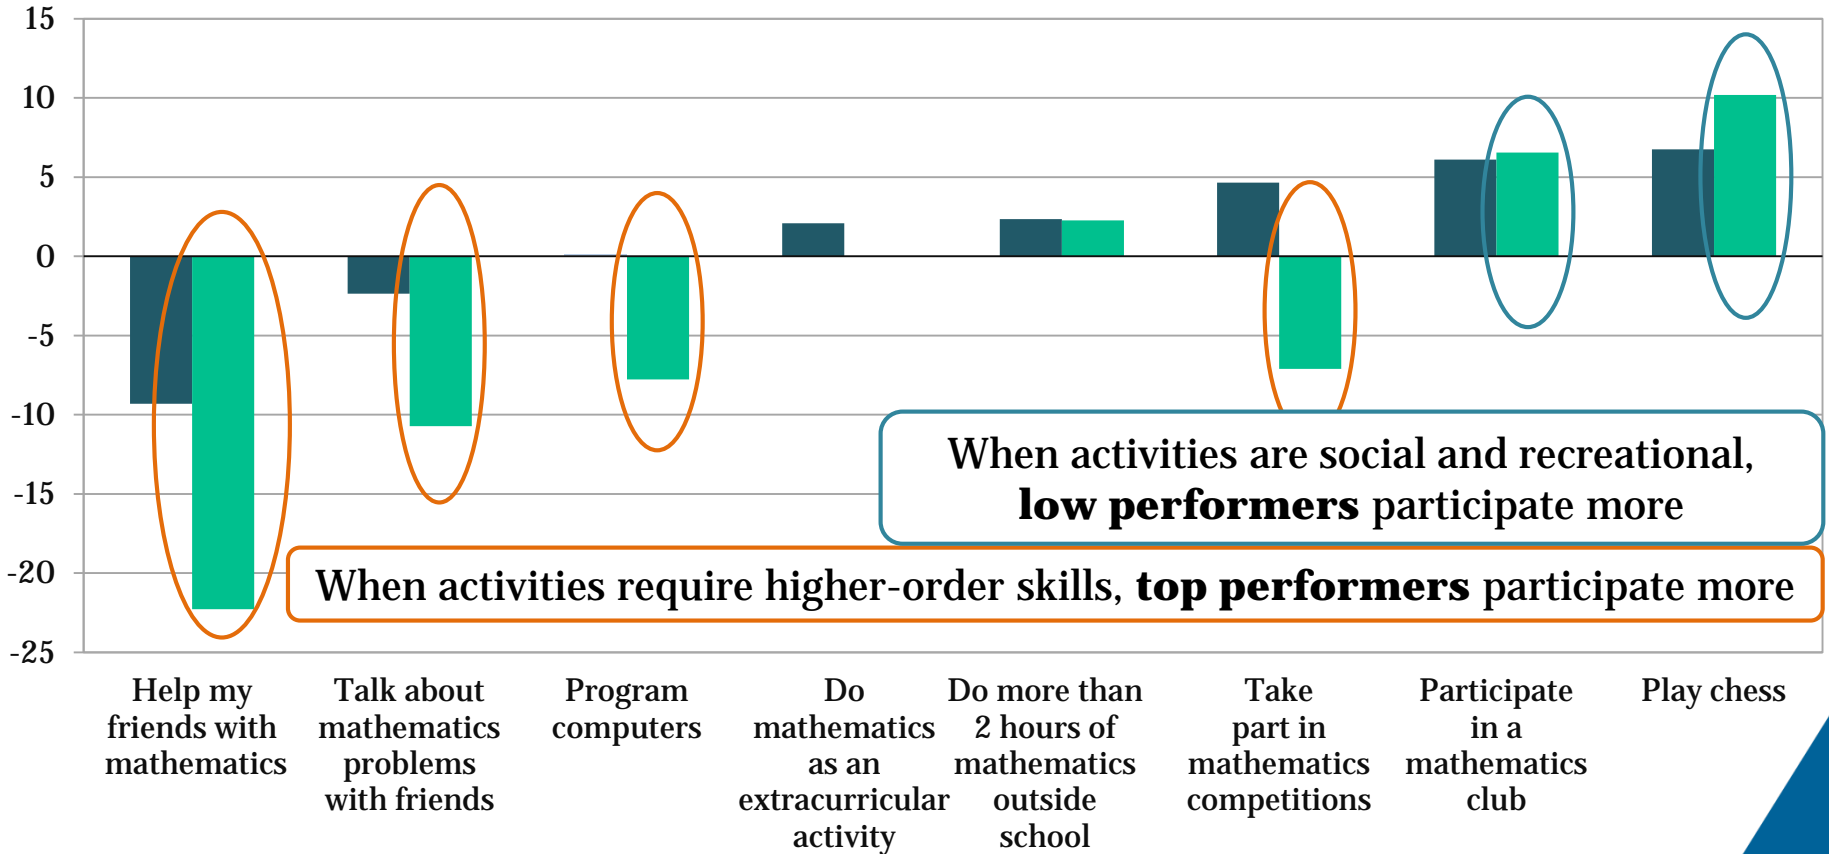 15
10
5
0
-5
-10
-15
-20
-25
When activities are social and recreational,
low performers participate more
When activities require higher-order skills, top performers participate more
Help my
friends with
mathematics
Talk about
mathematics
problems
with friends
Program
computers
Do
mathematics
as an
extracurricular
activity
Do more than
2 hours of
mathematics
outside
school
Take
part in
mathematics
competitions
Participate
in a
mathematics
club
Play chess